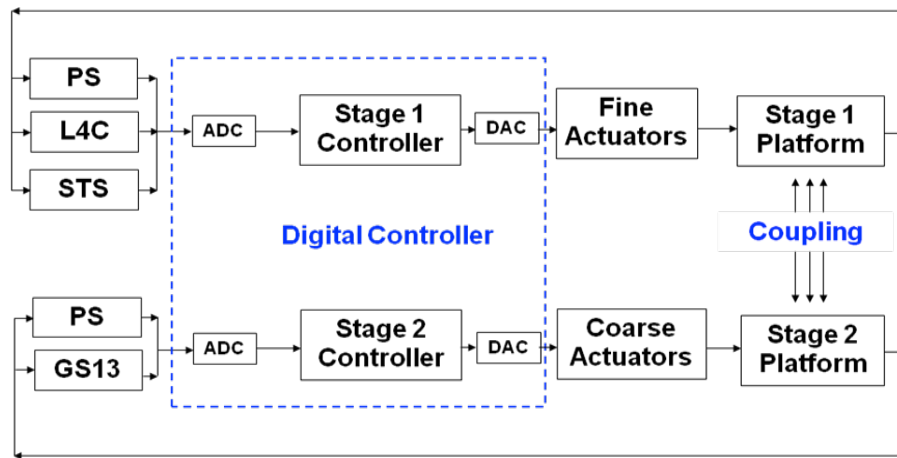 PS
L4C
STS
ADC
Stage 1
Controller
DAC
Fine
Actuators
Stage 1
Platform
Digital Controller
Coupling
PS
GS13
ADC
Stage 2
Controller
DAC
Coarse
Actuators
Stage 2
Platform